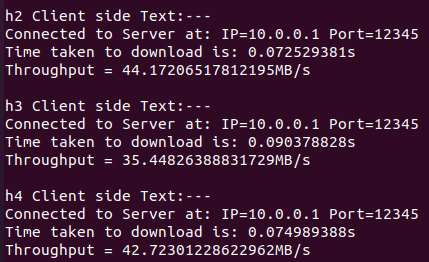 h2 Client side Text:---
Connected to Server at: IP=10.0.0.1 Port=12345
Time taken to download is: 0.072529381s
Throughput = 44.17206517812195MB/s
h3 Client side Text:---
Connected to Server at: IP=10.0.0.1 Port=12345
Time taken to download is: 0.090378828s
Throughput = 35.44826388831729MB/s
h4 Client side Text:---
Connected to Server at: IP=10.0.0.1 Port=12345
Time taken to download is: 0.074989388s
Throughput = 42.72301228622962MB/s